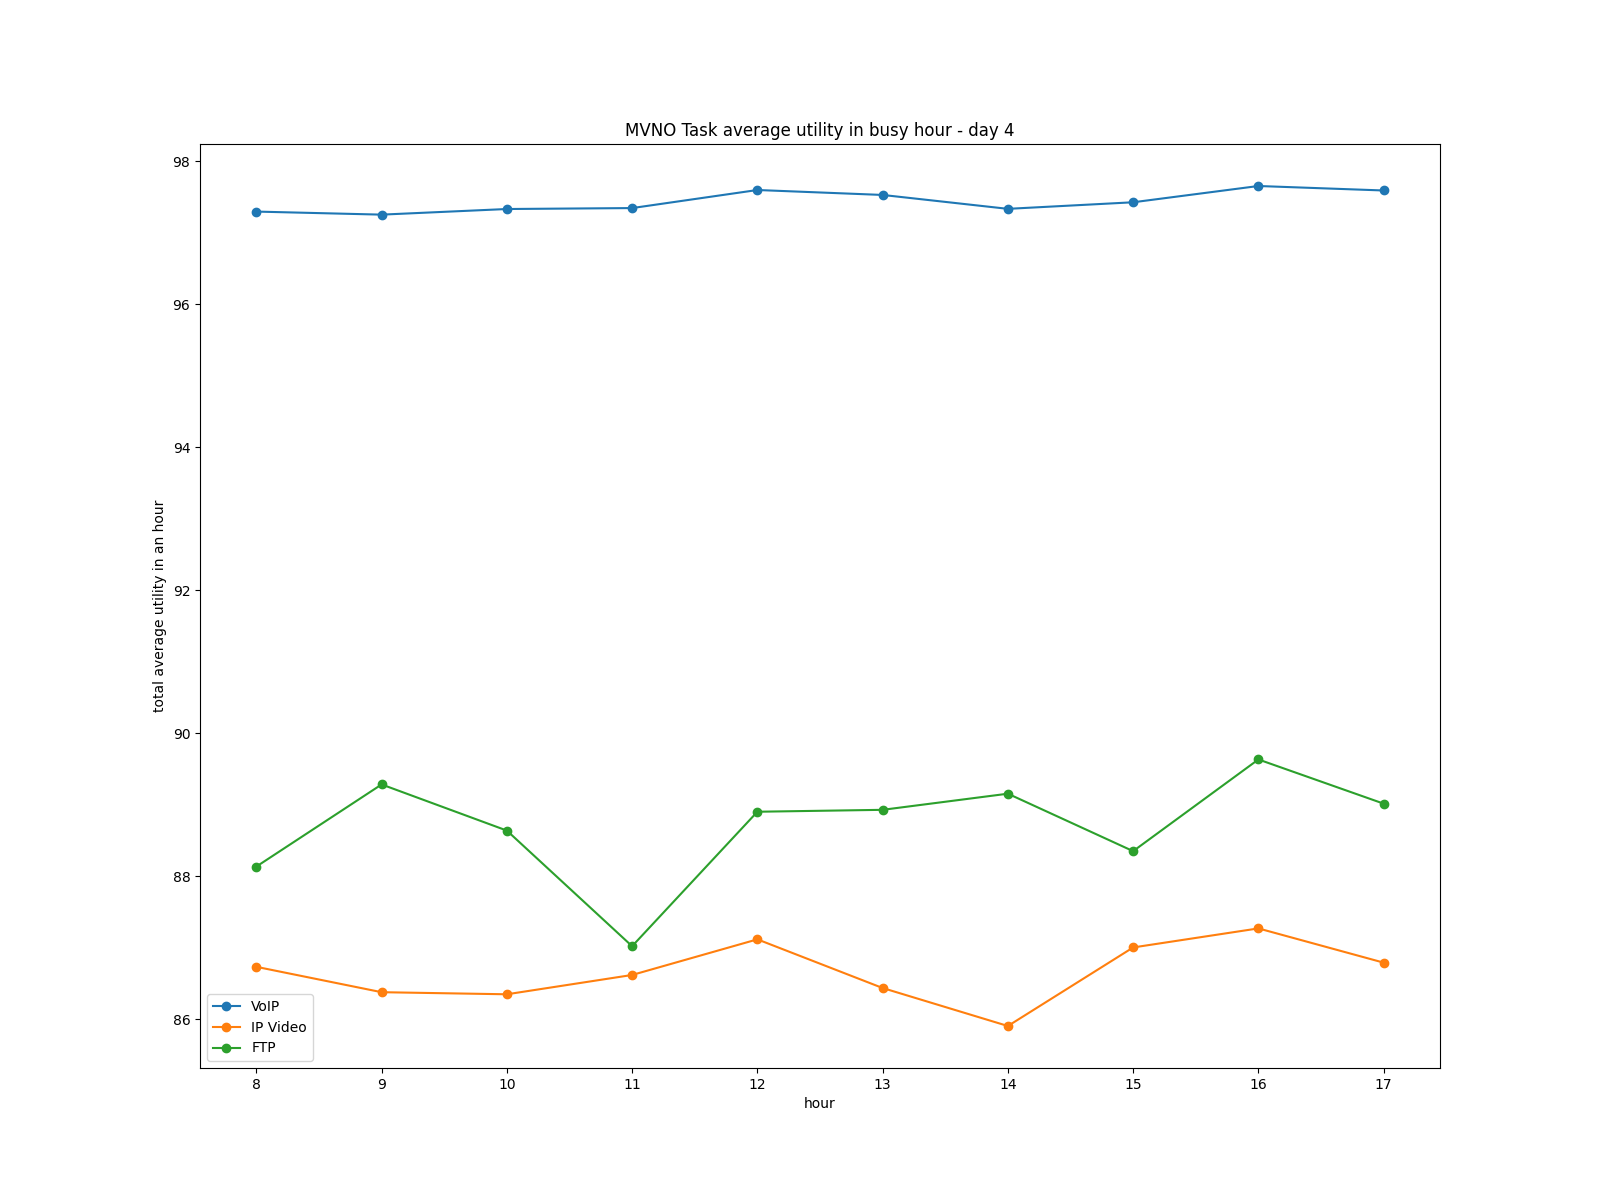 MVNO Task average utility in busy hour - day 4
98
96
94
92
90
88
86
total average utility in an hour
VoIP
IP Video
FTP
8 9 10 11 12 13 14 15 16 17
hour